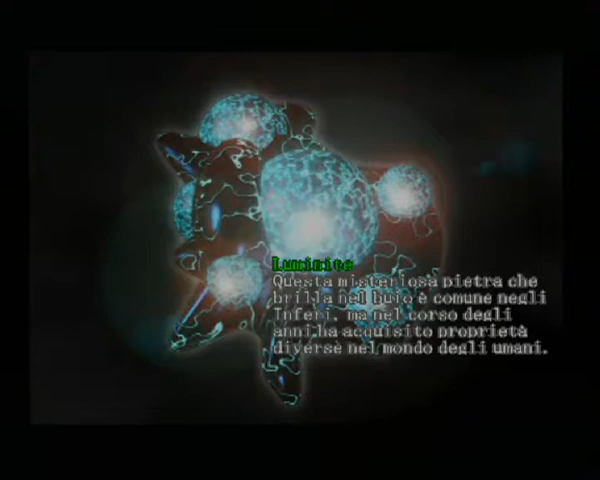 Luminite
Questa misteriosa pietra che
brilla nel buio è comune negli
Inferi, ma nel corso degli
anni ha acquisito proprietà
diverse nel mondo degli umani.